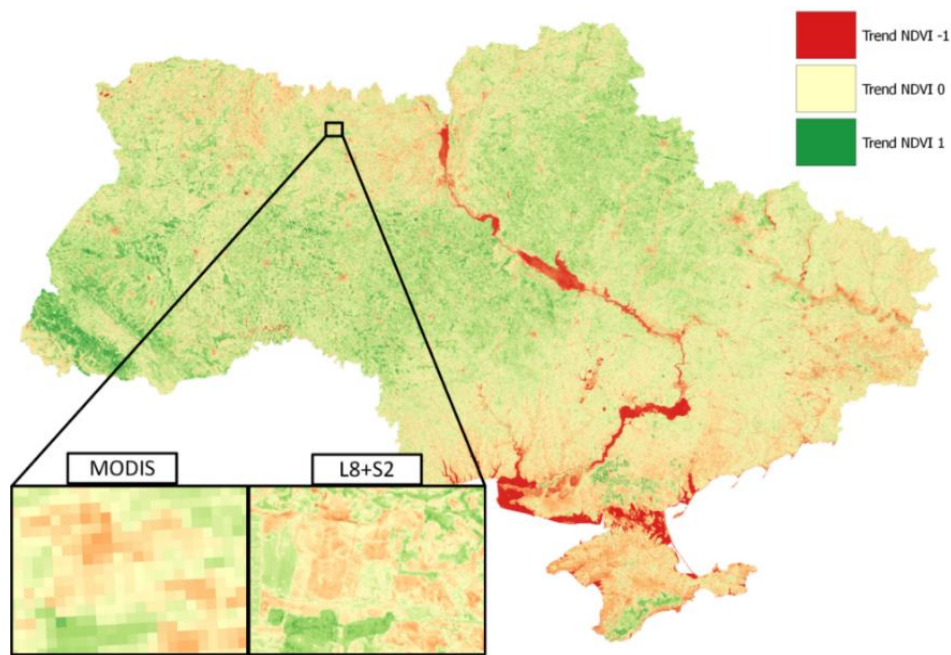 Trend NDVI -1
Trend NDVI 0
Trend NDVI 1
MODIS
L8+S2